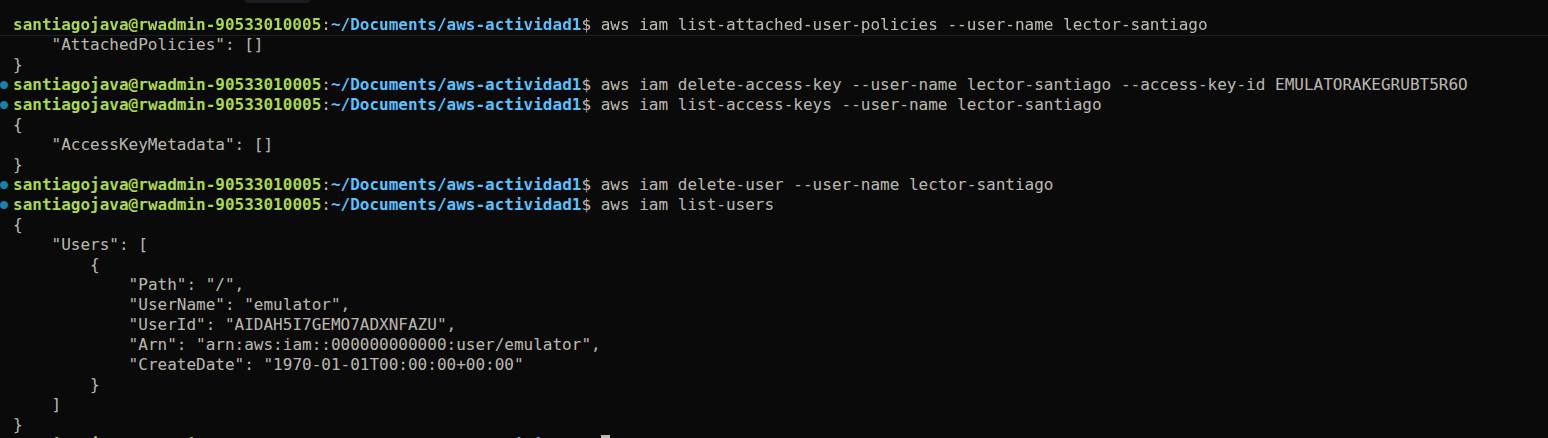 santiagojava@rwadmin-90533010005:~/Documents/aws-actividad1$ aws iam list-attached-user-policies --user-name lector-santiago
    "AttachedPolicies": []
}
santiagojava@rwadmin-90533010005:~/Documents/aws-actividad1$ aws iam delete-access-key --user-name lector-santiago --access-key-id EMULATORAKEGRUBT5R6O
santiagojava@rwadmin-90533010005:~/Documents/aws-actividad1$ aws iam list-access-keys --user-name lector-santiago
{
    "AccessKeyMetadata": []
}
santiagojava@rwadmin-90533010005:~/Documents/aws-actividad1$ aws iam delete-user --user-name lector-santiago
santiagojava@rwadmin-90533010005:~/Documents/aws-actividad1$ aws iam list-users
{
    "Users": [
        {
            "Path": "/",
            "UserName": "emulator",
            "UserId": "AIDAH5I7GEMO7ADXNFAZU",
            "Arn": "arn:aws:iam::000000000000:user/emulator",
            "CreateDate": "1970-01-01T00:00:00+00:00"
        }
    ]
}